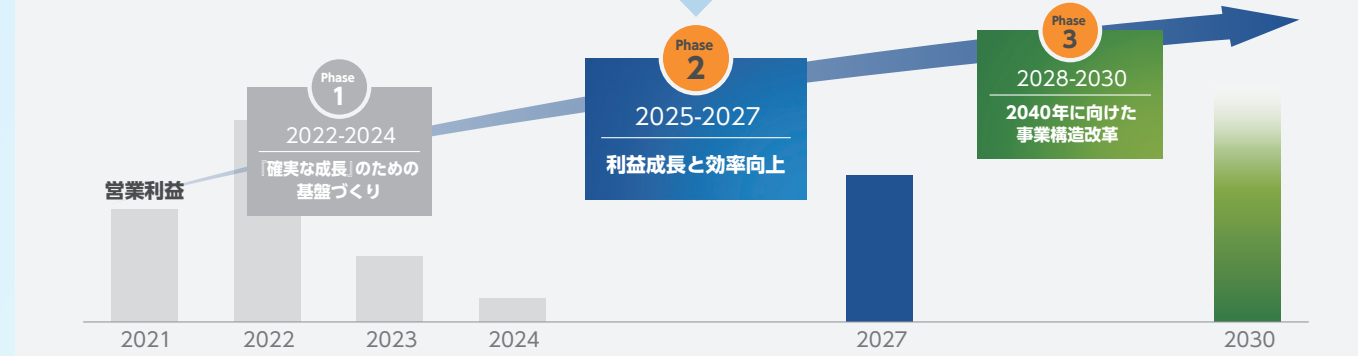 Phase
1
2022-2024
『確実な成長』のための
基盤づくり
Phase
2
2025-2027
利益成長と効率向上
Phase
3
2028-2030
2040年に向けた
事業構造改革
営業利益
2021
2022
2023
2024
2027
2030